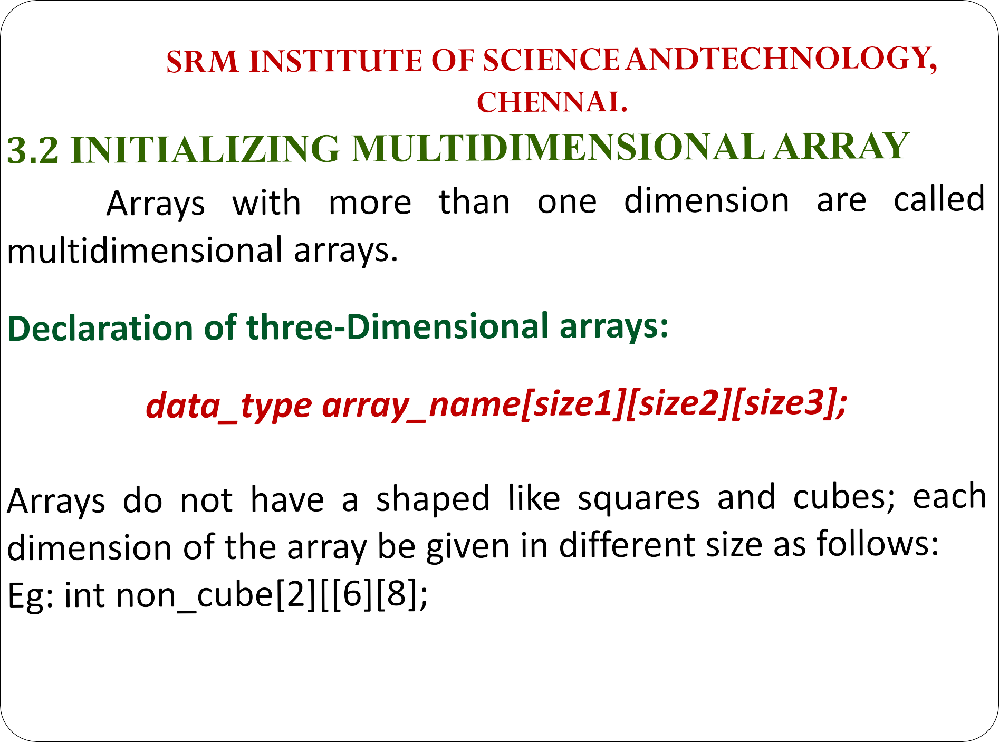 SRM INSTITUTE OF SCIENCE ANDTECHNOLOGY,
CHENNAI.
3.2 INITIALIZING MULTIDIMENSIONAL ARRAY
Arrays with more than one dimension are called
multidimensional arrays.
Declaration of three-Dimensional arrays:
data_type array_name[size1][size2][size3];
Arrays do not have a shaped like squares and cubes; each
dimension of the array be given in different size as follows:
Eg: int non_cube[2][[6][8];